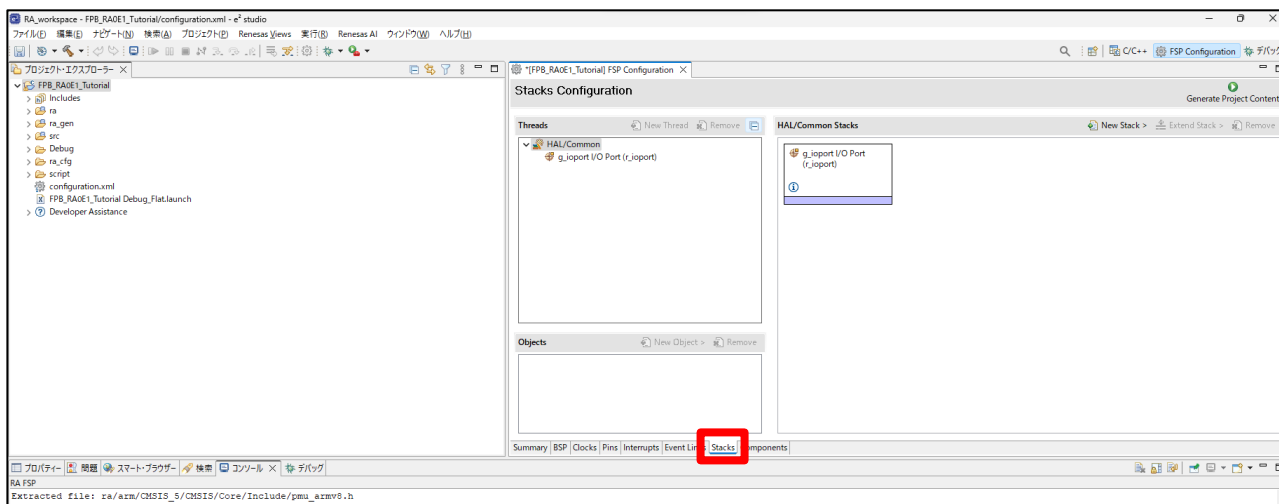 RA_workspace - FPB_RA0E1_Tutorial/configuration.xml - e² studio
ファイル(F) 編集(E) ナビゲート(N) 検索(A) プロジェクト(P) Renesas Views 実行(R) Renesas AI ウィンドウ(W) ヘルプ(H)
C/C++ FSP Configuration デバッグ
プロジェクト・エクスプローラー
FPB_RA0E1_Tutorial
Includes
ra
ra_gen
src
Debug
ra_cfg
script
configuration.xml
FPB_RA0E1_Tutorial Debug_Flat.launch
Developer Assistance
*[FPB_RA0E1_Tutorial] FSP Configuration
Stacks Configuration
Generate Project Content
Threads New Thread Remove
HAL/Common
g_ioport I/O Port (r_ioport)
Objects New Object > Remove
HAL/Common Stacks New Stack > Extend Stack > Remove
g_ioport I/O Port
(r_ioport)
Summary BSP Clocks Pins Interrupts Event Lin Stacks mponents
プロパティー 問題 スマート・ブラウザー 検索 コンソール デバッグ
RA FSP
Extracted file: ra/arm/CMSIS_5/CMSIS/Core/Include/pmu_armv8.h